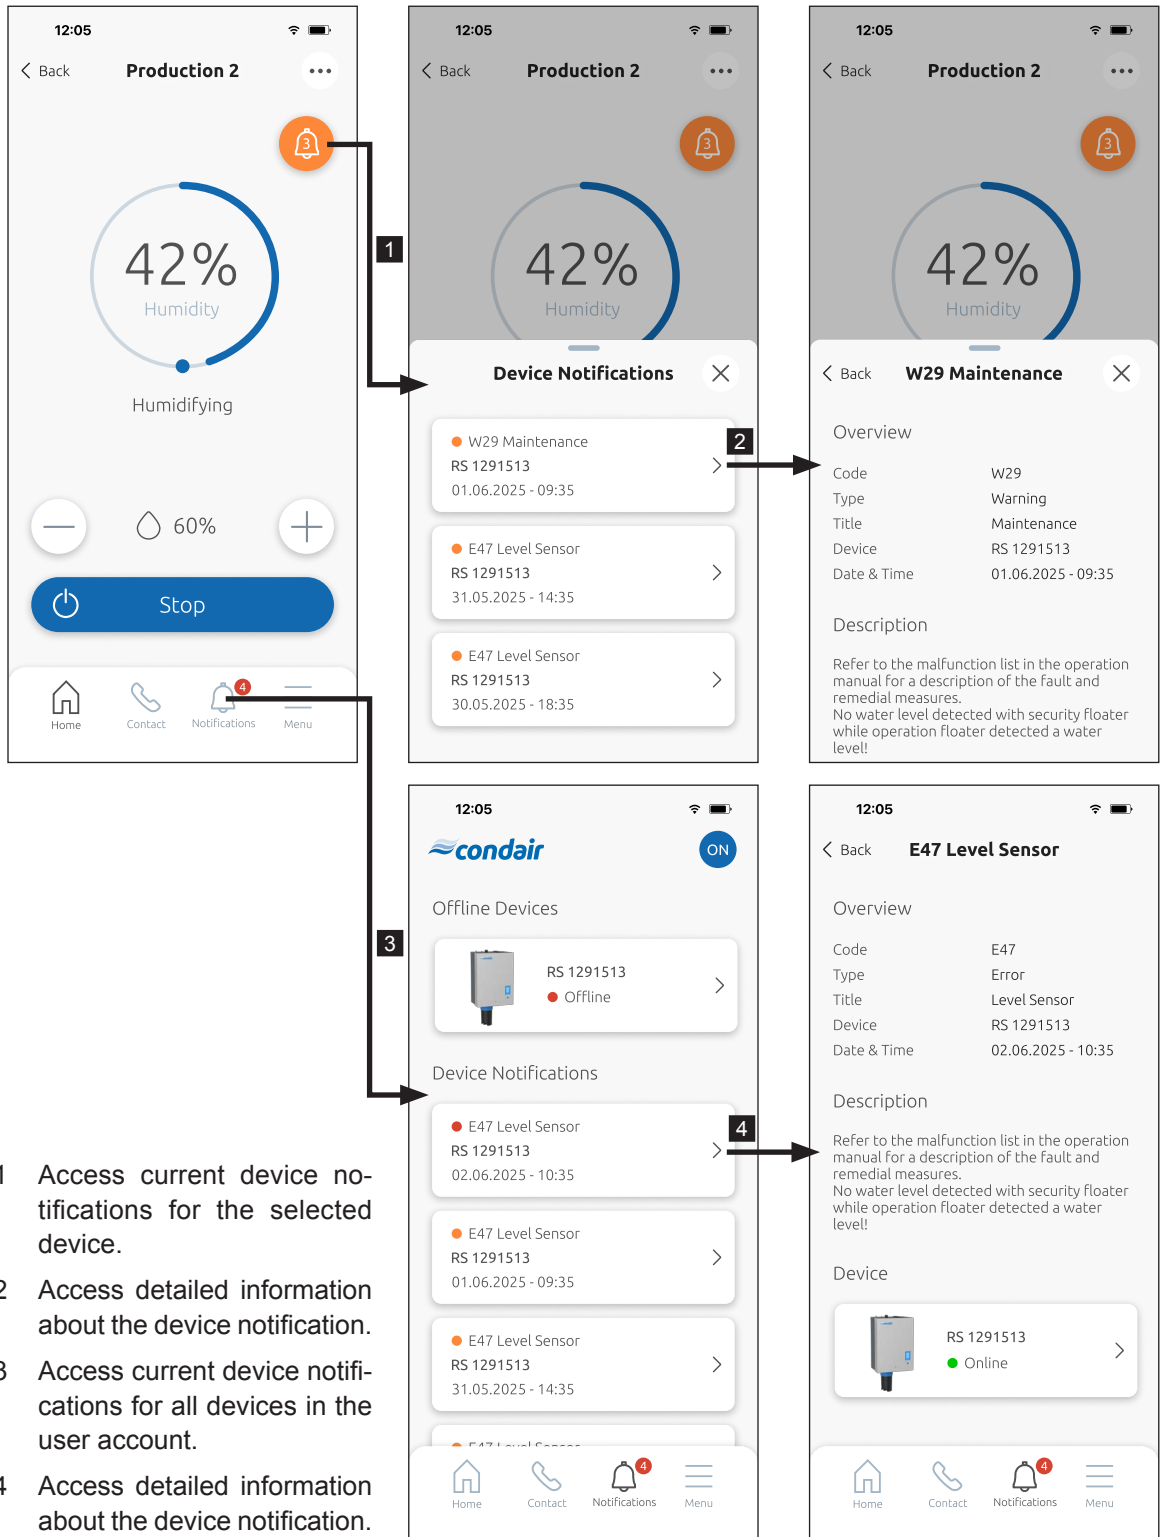 12:05
Back
Production 2
3
42%
Humidity
Humidifying
60%
Stop
Home
Contact
4
Notifications
Menu
1
12:05
Back
Production 2
3
42%
Humidity
Device Notifications
W29 Maintenance
RS 1291513
01.06.2025 - 09:35
E47 Level Sensor
RS 1291513
31.05.2025 - 14:35
E47 Level Sensor
RS 1291513
30.05.2025 - 18:35
2
12:05
Back
Production 2
3
42%
Humidity
Back
W29 Maintenance
Overview
Code W29
Type Warning
Title Maintenance
Device RS 1291513
Date & Time 01.06.2025 - 09:35
Description
Refer to the malfunction list in the operation
manual for a description of the fault and
remedial measures.
No water level detected with security floater
while operation floater detected a water
level!
3
12:05
condair
ON
Offline Devices
RS 1291513
Offline
Device Notifications
E47 Level Sensor
RS 1291513
02.06.2025 - 10:35
E47 Level Sensor
RS 1291513
01.06.2025 - 09:35
E47 Level Sensor
RS 1291513
31.05.2025 - 14:35
E47 Level Sensor
Home
Contact
4
Notifications
Menu
4
12:05
Back
E47 Level Sensor
Overview
Code E47
Type Error
Title Level Sensor
Device RS 1291513
Date & Time 02.06.2025 - 10:35
Description
Refer to the malfunction list in the operation
manual for a description of the fault and
remedial measures.
No water level detected with security floater
while operation floater detected a water
level!
Device
RS 1291513
Online
Home
Contact
4
Notifications
Menu
1 Access current device no-
tifications for the selected
device.
2 Access detailed information
about the device notification.
3 Access current device notifi-
cations for all devices in the
user account.
4 Access detailed information
about the device notification.